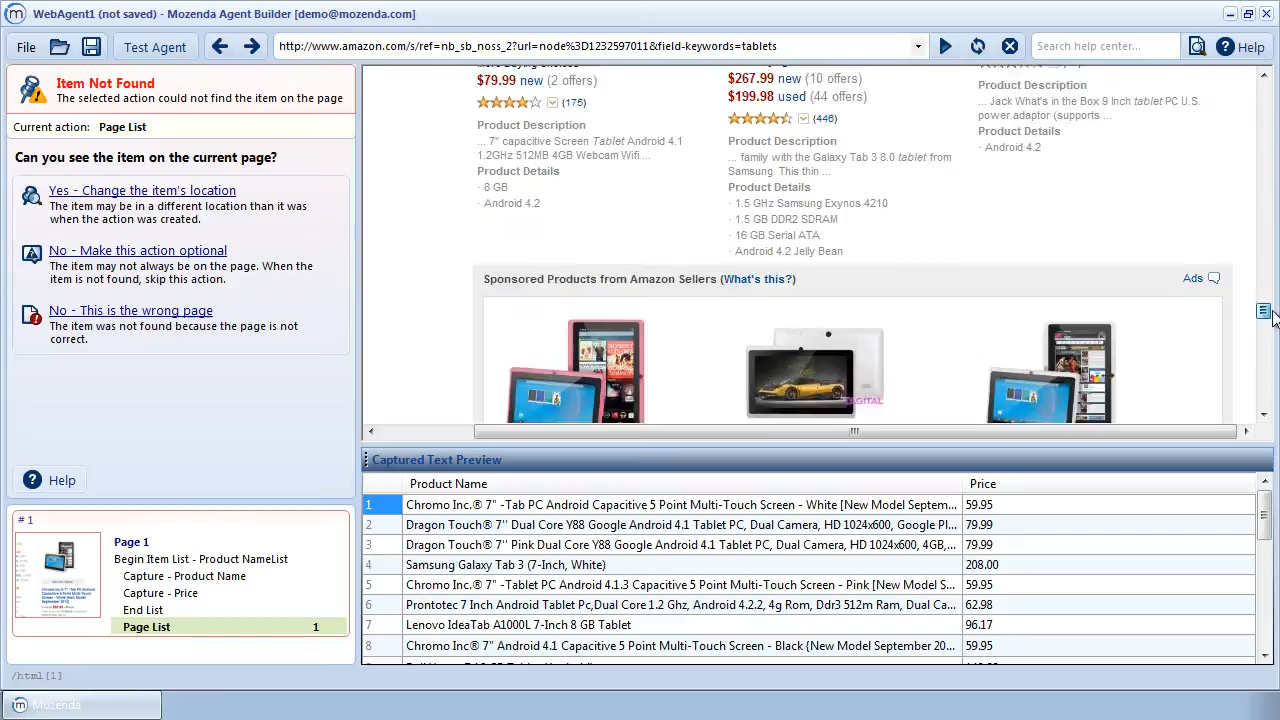 WebAgent1 (not saved) - Mozenda Agent Builder [demo@mozenda.com]
File
Test Agent
http://www.amazon.com/s/ref=nb_sb_noss_2?url=node%3D1232597011&field-keywords=tablets
Search help center...
Help
Item Not Found
The selected action could not find the item on the page
Current action: Page List
Can you see the item on the current page?
Yes - Change the item's location
The item may be in a different location than it was
when the action was created.
No - Make this action optional
The item may not always be on the page. When the
item is not found, skip this action.
No - This is the wrong page
The item was not found because the page is not
correct.
Help
# 1
Page 1
Begin Item List - Product NameList
Capture - Product Name
Capture - Price
End List
Page List 1
$79.99 new (2 offers)
(175)
Product Description
... 7" capacitive Screen Tablet Android 4.1
1.2GHz 512MB 4GB Webcam Wifi ...
Product Details
· 8 GB
· Android 4.2
$267.99 new (10 offers)
$199.98 used (44 offers)
(446)
Product Description
... family with the Galaxy Tab 3 8.0 tablet from
Samsung. This thin ...
Product Details
· 1.5 GHz Samsung Exynos 4210
· 1.5 GB DDR2 SDRAM
· 16 GB Serial ATA
· Android 4.2 Jelly Bean
Product Description
... Jack What's in the Box 9 Inch tablet PC U.S.
power adaptor (supports ...
Product Details
· Android 4.2
Sponsored Products from Amazon Sellers (What's this?)
Ads
Captured Text Preview
Product Name Price
1 Chromo Inc.® 7" -Tab PC Android Capacitive 5 Point Multi-Touch Screen - White [New Model Septem... 59.95
2 Dragon Touch® 7'' Dual Core Y88 Google Android 4.1 Tablet PC, Dual Camera, HD 1024x600, Google Pl... 79.99
3 Dragon Touch® 7'' Pink Dual Core Y88 Google Android 4.1 Tablet PC, Dual Camera, HD 1024x600, 4GB,... 79.99
4 Samsung Galaxy Tab 3 (7-Inch, White) 208.00
5 Chromo Inc.® 7" -Tablet PC Android 4.1.3 Capacitive 5 Point Multi-Touch Screen - Pink [New Mode... 59.95
6 Prontotec 7 Inch Android Tablet Pc,Dual Core 1.2 Ghz, Android 4.2.2, 4g Rom, Ddr3 512m Ram, Dual Ca... 62.98
7 Lenovo IdeaTab A1000L 7-Inch 8 GB Tablet 96.17
8 Chromo Inc® 7" Android 4.1 Capacitive 5 Point Multi-Touch Screen - Black {New Model September 20... 59.95
/html[1]
Mozenda